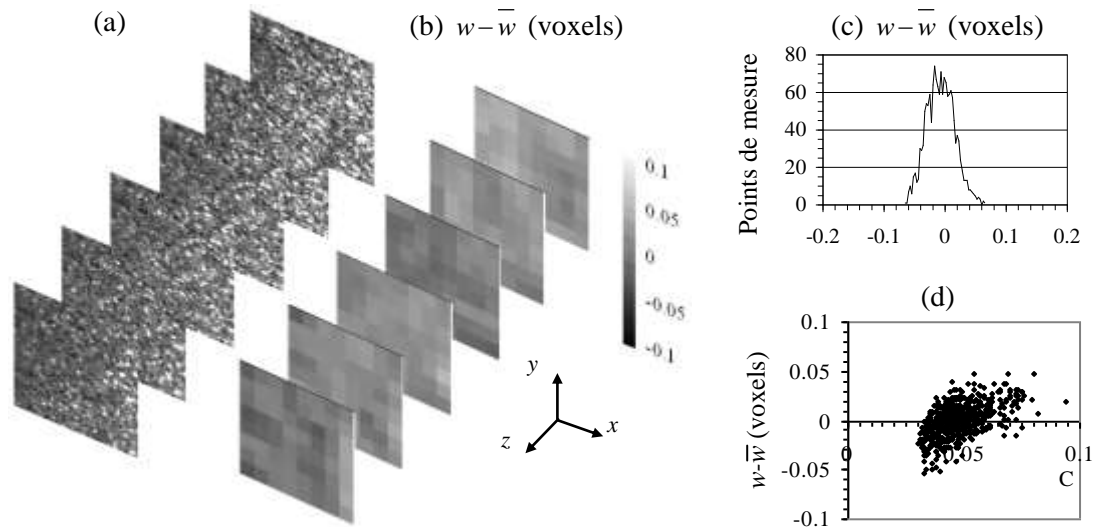 (a)
(b) w − w̅ (voxels)
0.1
0.05
0
-0.05
-0.1
y
x
z
(c) w − w̅ (voxels)
Points de mesure
80
60
40
20
0
-0.2 -0.1 0 0.1 0.2
(d)
w-w̅ (voxels)
0.1
0.05
0
-0.05
-0.1
0 0.05 0.1
C